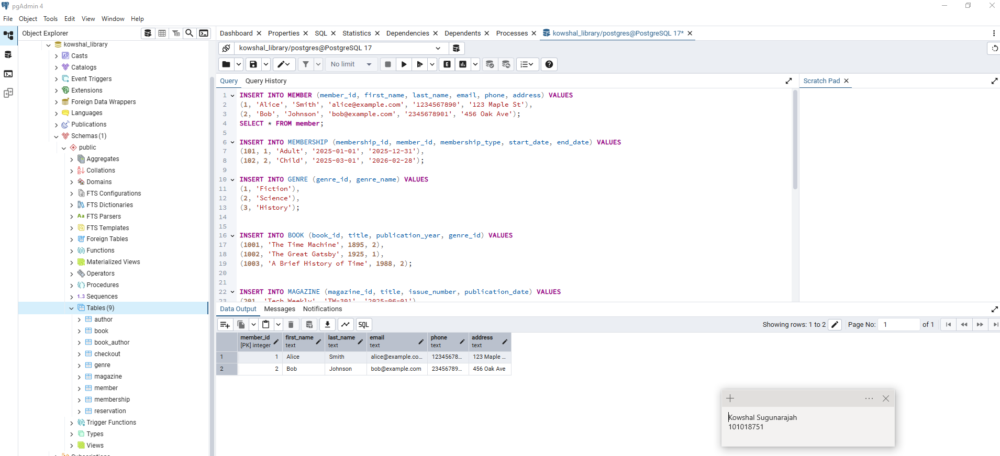 pgAdmin 4
File Object Tools Edit View Window Help
Object Explorer
Dashboard Properties SQL Statistics Dependencies Dependents Processes kowshal_library/postgres@PostgreSQL 17*
kowshal_library
Casts
Catalogs
Event Triggers
Extensions
Foreign Data Wrappers
Languages
Publications
Schemas (1)
public
Aggregates
Collations
Domains
FTS Configurations
FTS Dictionaries
Aa FTS Parsers
FTS Templates
Foreign Tables
Functions
Materialized Views
Operators
Procedures
1..3 Sequences
Tables (9)
author
book
book_author
checkout
genre
magazine
member
membership
reservation
Trigger Functions
Types
Views
Subscriptions
kowshal_library/postgres@PostgreSQL 17
No limit
E
Query Query History
Scratch Pad
1 INSERT INTO MEMBER (member_id, first_name, last_name, email, phone, address) VALUES
2 (1, 'Alice', 'Smith', 'alice@example.com', '1234567890', '123 Maple St'),
3 (2, 'Bob', 'Johnson', 'bob@example.com', '2345678901', '456 Oak Ave');
4 SELECT * FROM member;
5
6 INSERT INTO MEMBERSHIP (membership_id, member_id, membership_type, start_date, end_date) VALUES
7 (101, 1, 'Adult', '2025-01-01', '2025-12-31'),
8 (102, 2, 'Child', '2025-03-01', '2026-02-28');
9
10 INSERT INTO GENRE (genre_id, genre_name) VALUES
11 (1, 'Fiction'),
12 (2, 'Science'),
13 (3, 'History');
14
15
16 INSERT INTO BOOK (book_id, title, publication_year, genre_id) VALUES
17 (1001, 'The Time Machine', 1895, 2),
18 (1002, 'The Great Gatsby', 1925, 1),
19 (1003, 'A Brief History of Time', 1988, 2);
20
21
22 INSERT INTO MAGAZINE (magazine_id, title, issue_number, publication_date) VALUES
23 (201, 'Tech Weekly', 'TW-301', '2025-06-01')
Data Output Messages Notifications
SQL
Showing rows: 1 to 2 Page No: 1 of 1
member_id first_name last_name email phone address
[PK] integer text text text text text
1 1 Alice Smith alice@example.co... 12345678... 123 Maple ...
2 2 Bob Johnson bob@example.com 23456789... 456 Oak Ave
Kowshal Sugunarajah
101018751